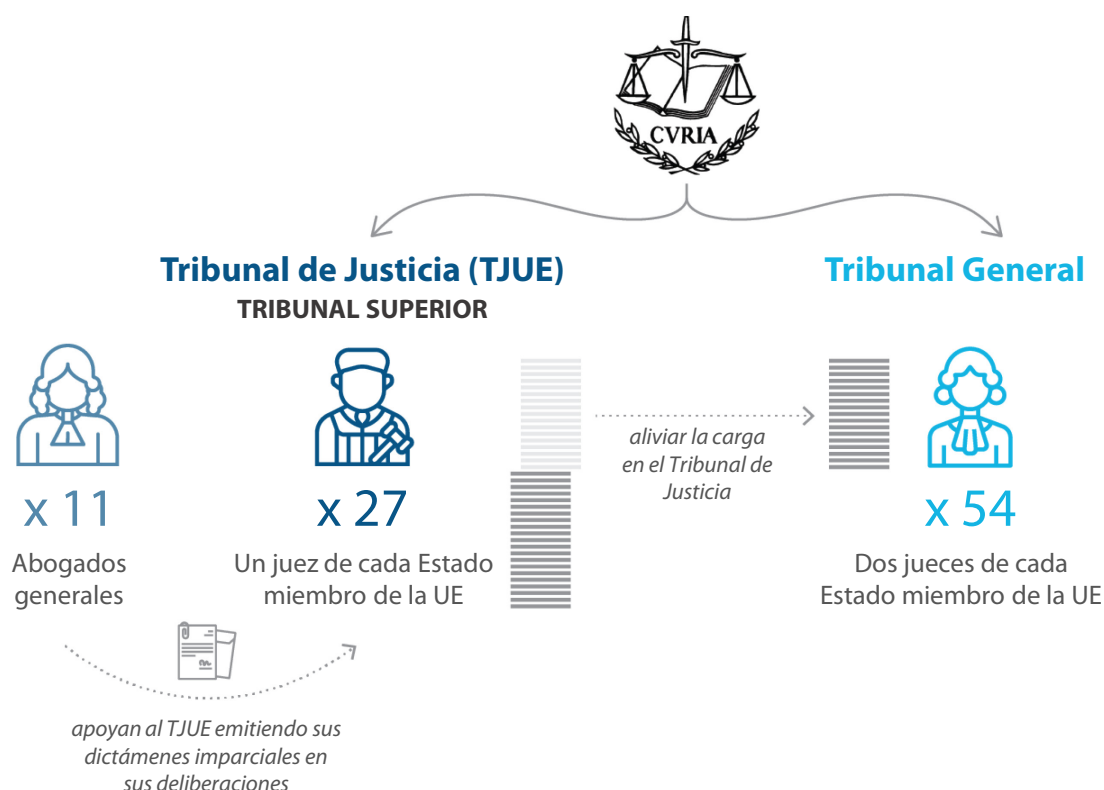 CVRIA
Tribunal de Justicia (TJUE)
TRIBUNAL SUPERIOR
Tribunal General
x 11
Abogados
generales
x 27
Un juez de cada Estado
miembro de la UE
aliviar la carga
en el Tribunal de
Justicia
x 54
Dos jueces de cada
Estado miembro de la UE
apoyan al TJUE emitiendo sus
dictámenes imparciales en
sus deliberaciones